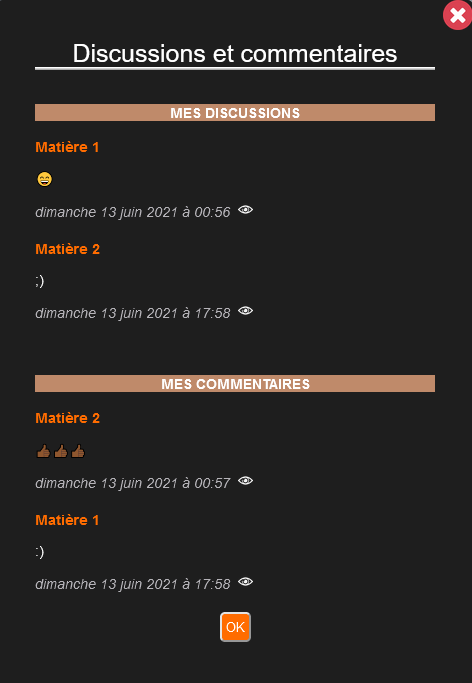 Discussions et commentaires
MES DISCUSSIONS
Matière 1
😄
dimanche 13 juin 2021 à 00:56
Matière 2
;)
dimanche 13 juin 2021 à 17:58
MES COMMENTAIRES
Matière 2
👍🏾👍🏾👍🏾
dimanche 13 juin 2021 à 00:57
Matière 1
:)
dimanche 13 juin 2021 à 17:58
OK